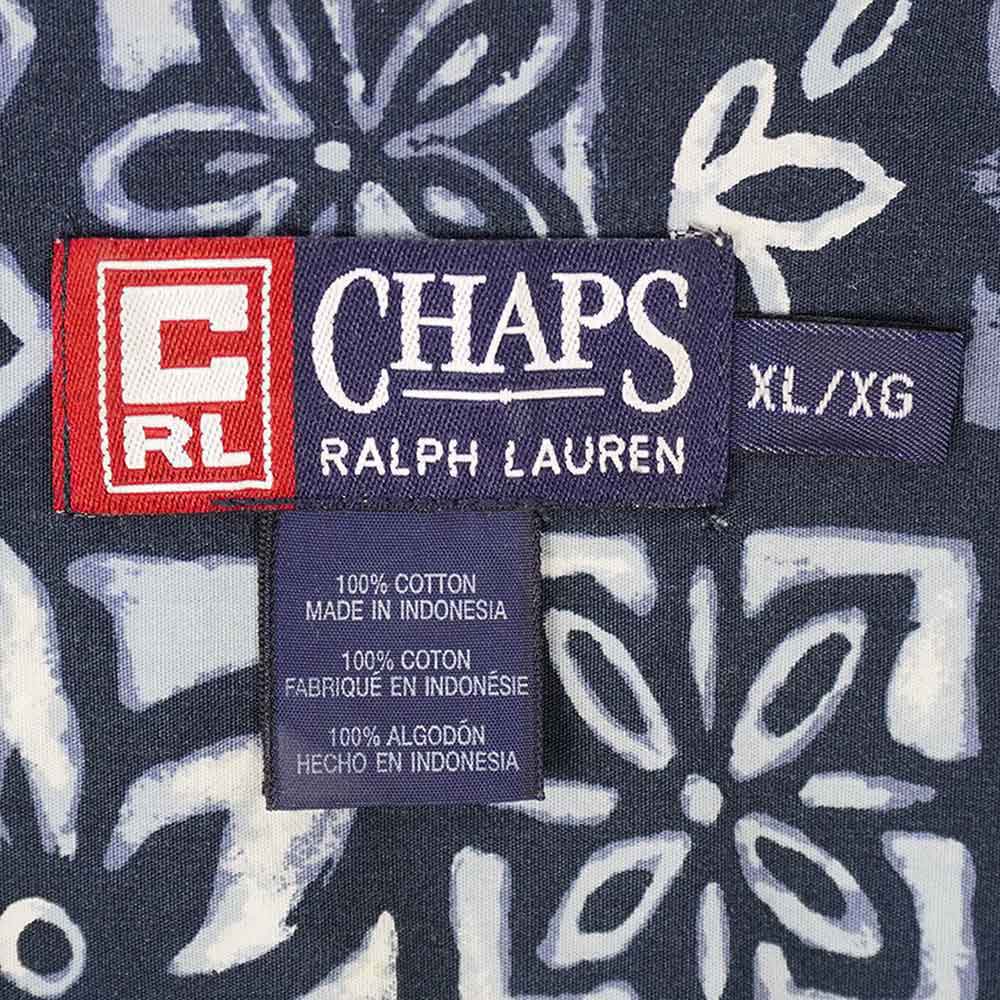 C
RL
CHAPS
RALPH LAUREN
XL/XG
100% COTTON
MADE IN INDONESIA
100% COTON
FABRIQUÉ EN INDONÉSIE
100% ALGODÓN
HECHO EN INDONESIA